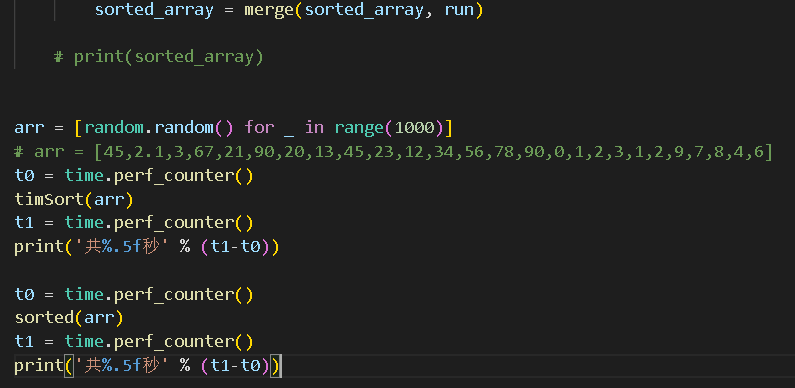 sorted_array = merge(sorted_array, run)
# print(sorted_array)
arr = [random.random() for _ in range(1000)]
# arr = [45,2.1,3,67,21,90,20,13,45,23,12,34,56,78,90,0,1,2,3,1,2,9,7,8,4,6]
t0 = time.perf_counter()
timSort(arr)
t1 = time.perf_counter()
print('共%.5f秒' % (t1-t0))
t0 = time.perf_counter()
sorted(arr)
t1 = time.perf_counter()
print('共%.5f秒' % (t1-t0))